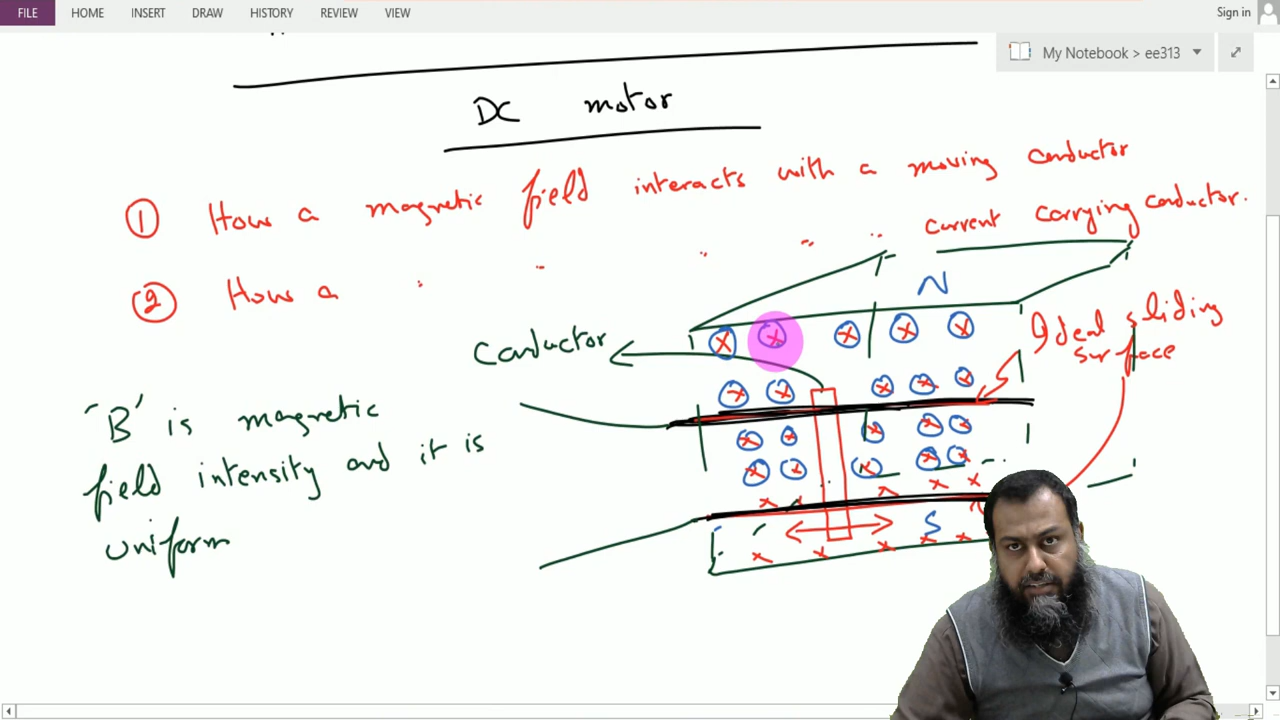 FILE HOME INSERT DRAW HISTORY REVIEW VIEW Sign in
My Notebook > ee313
DC motor
① How a magnetic field interacts with a moving conductor
② How a " " " " " current carrying conductor.
N
Conductor
Ideal sliding
surface
'B' is magnetic
field intensity and it is
uniform
S